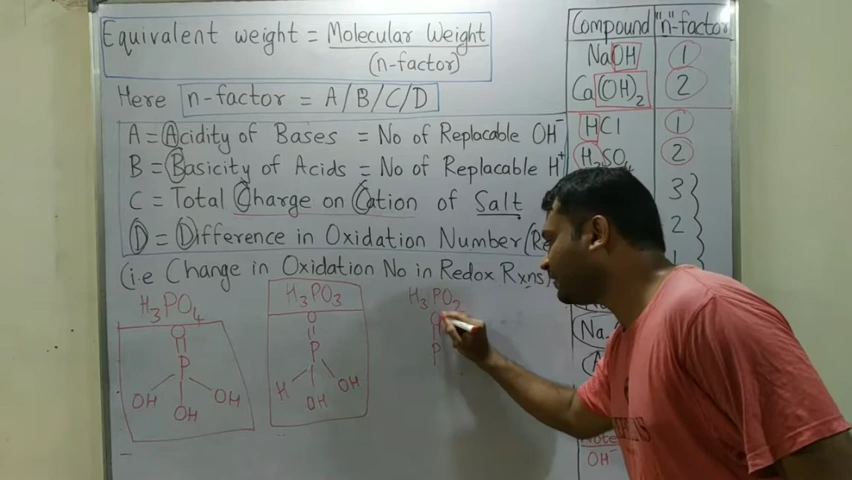 Equivalent weight = Molecular Weight
(n-factor)
Here n-factor = A/B/C/D
A = Acidity of Bases = No of Replacable OH⁻
B = Basicity of Acids = No of Replacable H⁺
C = Total Charge on Cation of Salt
D = Difference in Oxidation Number (Re
(i.e Change in Oxidation No in Redox Rxns)
H₃PO₄
O
P
OH
OH
OH
H₃PO₃
O
P
H
OH
OH
H₃PO₂
O
P
Compound "n"-factor
NaOH 1
Ca(OH)₂ 2
HCl 1
H₂SO₄ 2
3
2
1
Na
Note
OH⁻